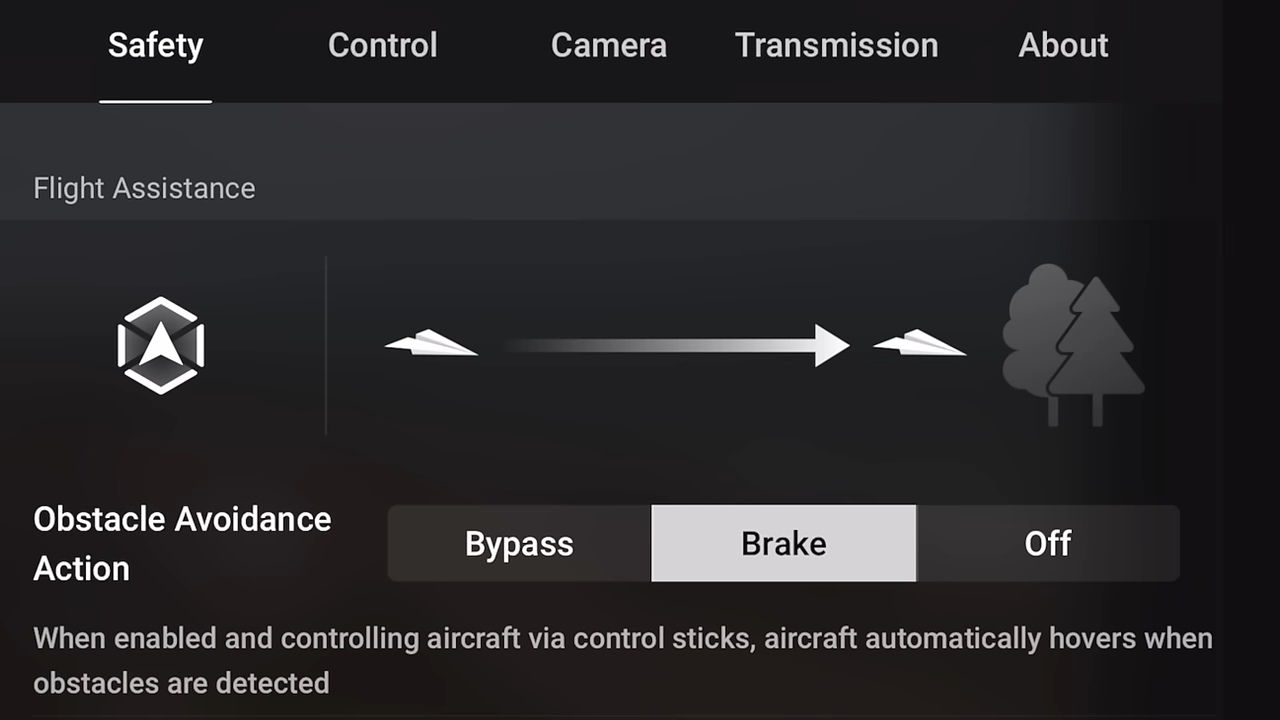 Safety Control Camera Transmission About
Flight Assistance
Obstacle Avoidance
Action
Bypass Brake Off
When enabled and controlling aircraft via control sticks, aircraft automatically hovers when
obstacles are detected